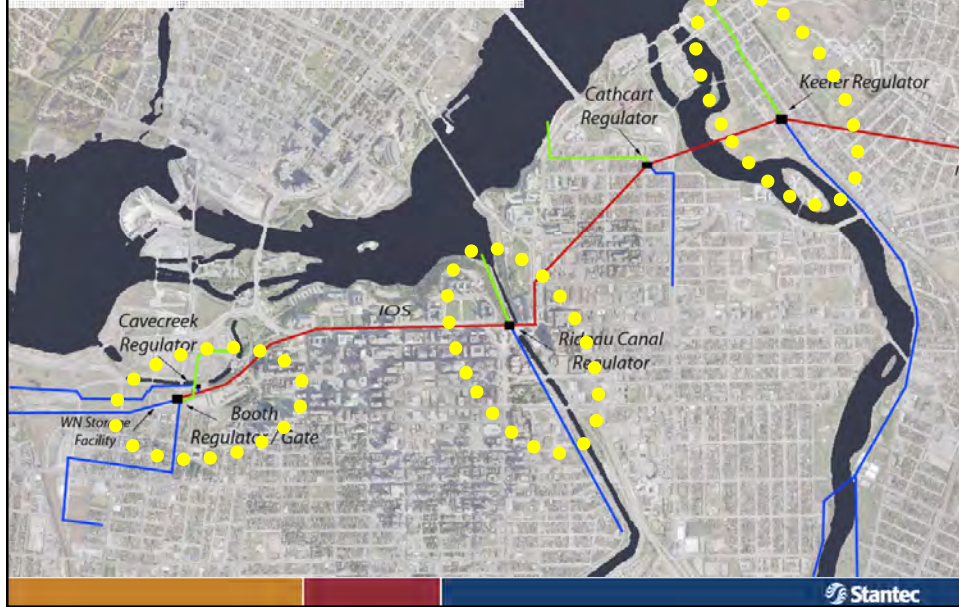 Keefer Regulator
Cathcart
Regulator
IOS
Cavecreek
Regulator
Rideau Canal
Regulator
WN Storage
Facility
Booth
Regulator / Gate
Stantec